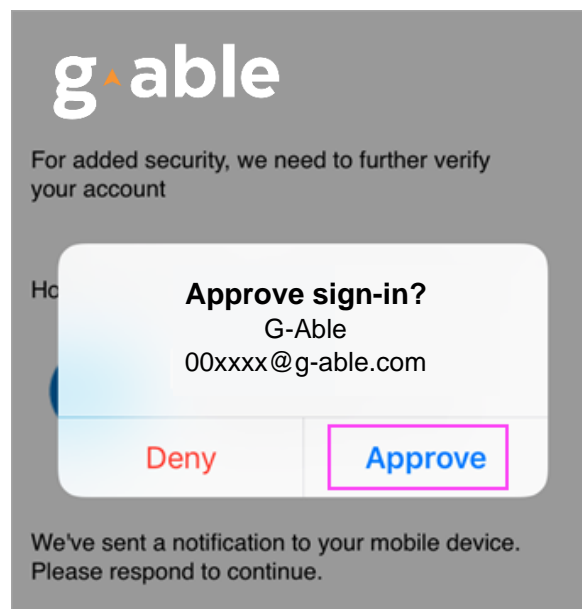 g able
For added security, we need to further verify
your account
Ho
Approve sign-in?
G-Able
00xxxx@g-able.com
Deny
Approve
We've sent a notification to your mobile device.
Please respond to continue.